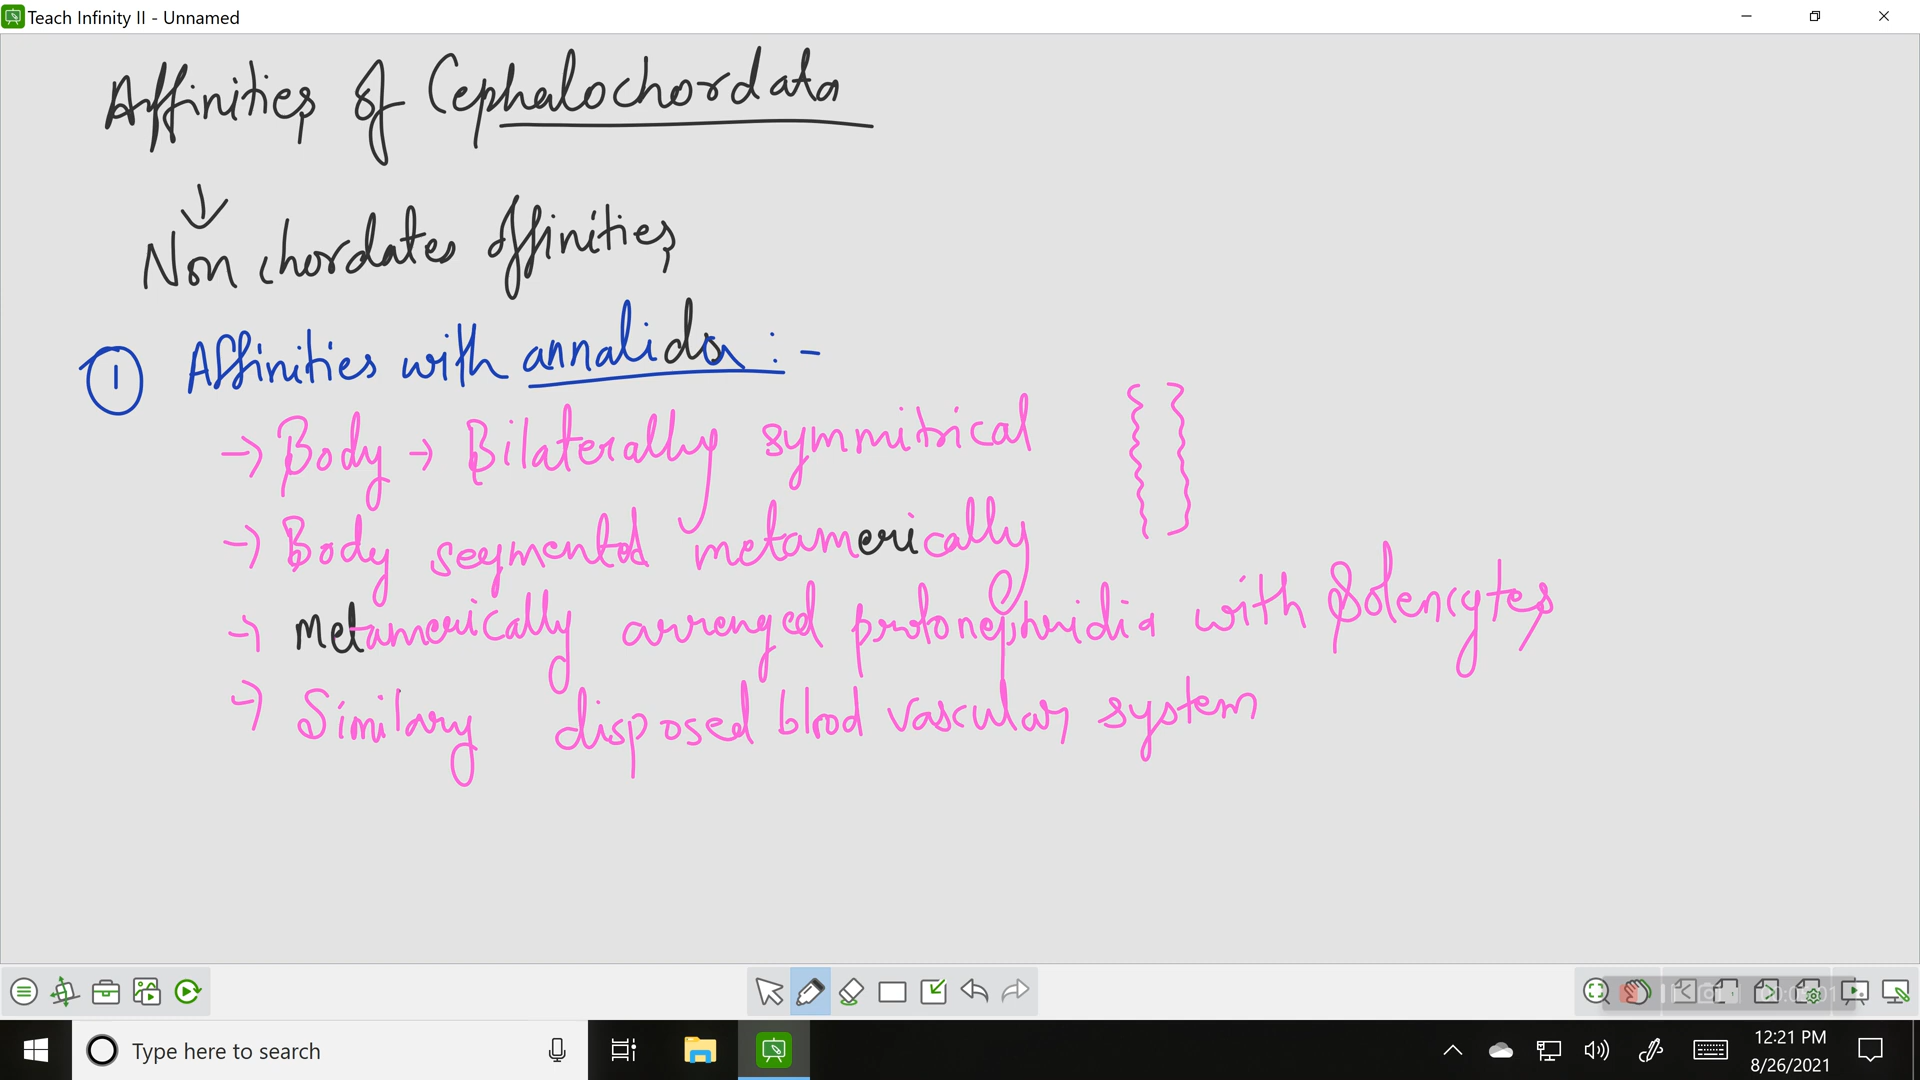 Teach Infinity II - Unnamed
Affinities of Cephalochordata
Non chordates affinities
1 Affinities with annalida :-
→ Body → Bilaterally symmitrical
→ Body segmented metamerically
→ metamerically arrenged protonephridia with Solencytes
→ Similary disposed blood vascular system
Type here to search
12:21 PM
8/26/2021